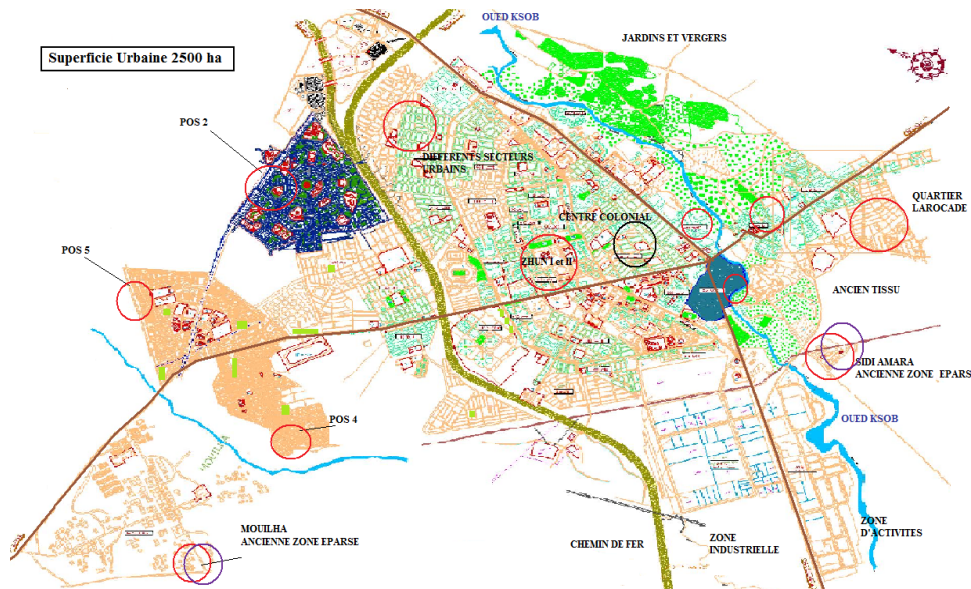 OUED KSOB
JARDINS ET VERGERS
Superficie Urbaine 2500 ha
POS 2
DIFFERENTS SECTEURS
URBAINS
QUARTIER
LAROCADE
CENTRE COLONIAL
POS 5
ZHUN I et II
ANCIEN TISSU
SIDI AMARA
ANCIENNE ZONE EPARS
POS 4
OUED KSOB
MOUILHA
ANCIENNE ZONE EPARSE
CHEMIN DE FER
ZONE
INDUSTRIELLE
ZONE
D'ACTIVITES